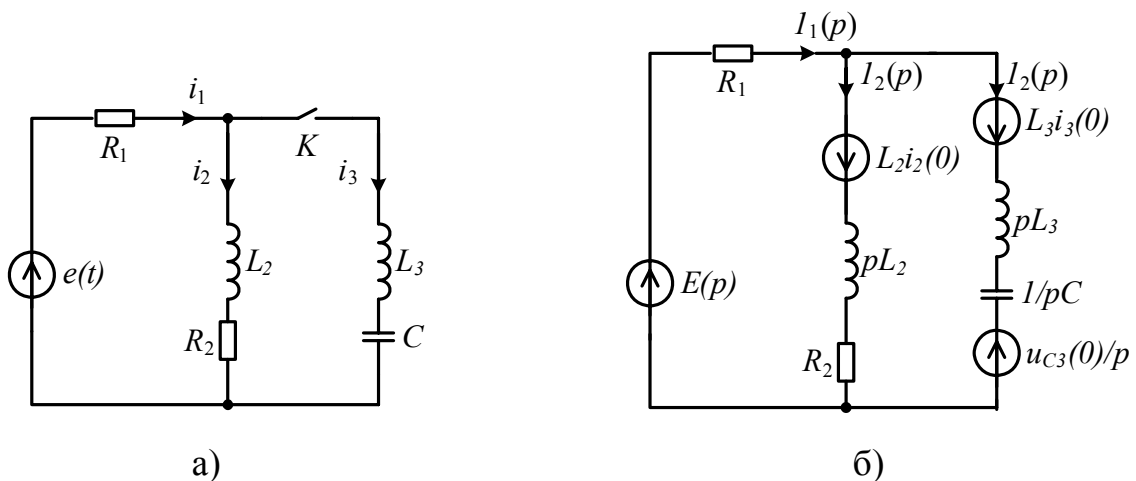 i₁
R₁
K
i₂
i₃
e(t)
L₂
L₃
R₂
C
а)
I₁(p)
R₁
I₂(p)
I₂(p)
L₃i₃(0)
L₂i₂(0)
pL₃
pL₂
E(p)
1/pC
R₂
u_C3(0)/p
б)